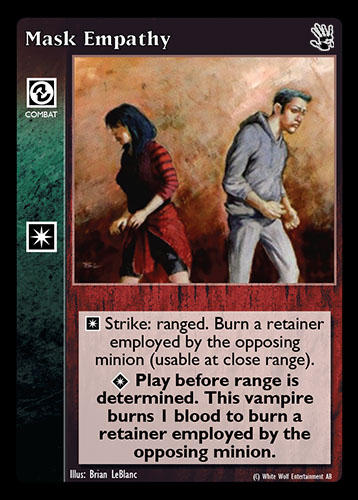 Mask Empathy
COMBAT
Strike: ranged. Burn a retainer
employed by the opposing
minion (usable at close range).
Play before range is
determined. This vampire
burns 1 blood to burn a
retainer employed by the
opposing minion.
Illus: Brian LeBlanc
(C) White Wolf Entertainment AB